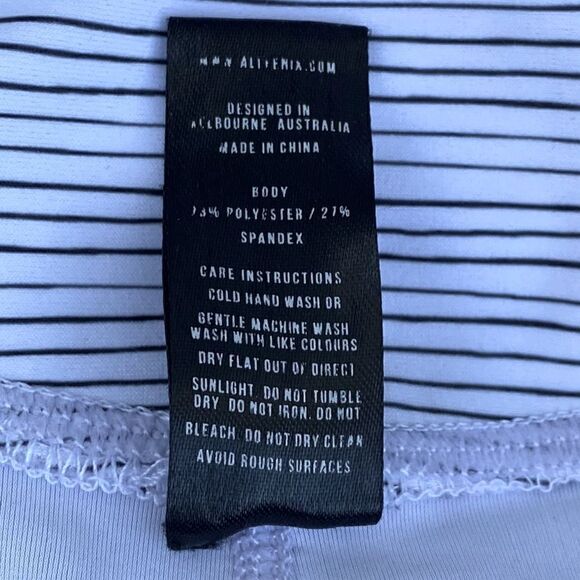 DESIGNED IN
AUSTRALIA
MADE IN CHINA
BODY
POLYESTER / 27%
SPANDEX
CARE INSTRUCTIONS
COLD HAND WASH OR
GENTLE MACHINE WASH
WASH WITH LIKE COLOURS
DRY FLAT OUT OF DIRECT
SUNLIGHT. DO NOT TUMBLE
DRY. DO NOT IRON. DO NOT
BLEACH. DO NOT DRY CLEAN
AVOID ROUGH SURFACES